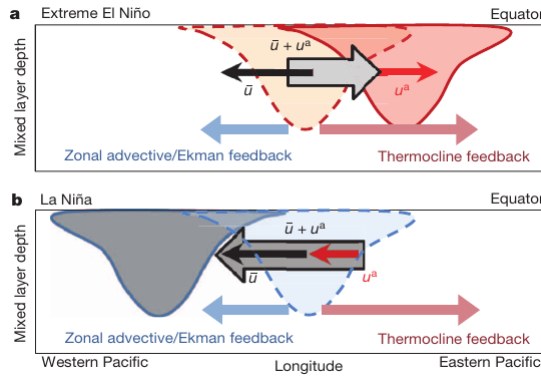 a Extreme El Niño Equator
Mixed layer depth
ū + uᵃ
ū
uᵃ
Zonal advective/Ekman feedback Thermocline feedback
b La Niña Equator
Mixed layer depth
ū + uᵃ
ū
uᵃ
Zonal advective/Ekman feedback Thermocline feedback
Western Pacific Longitude Eastern Pacific